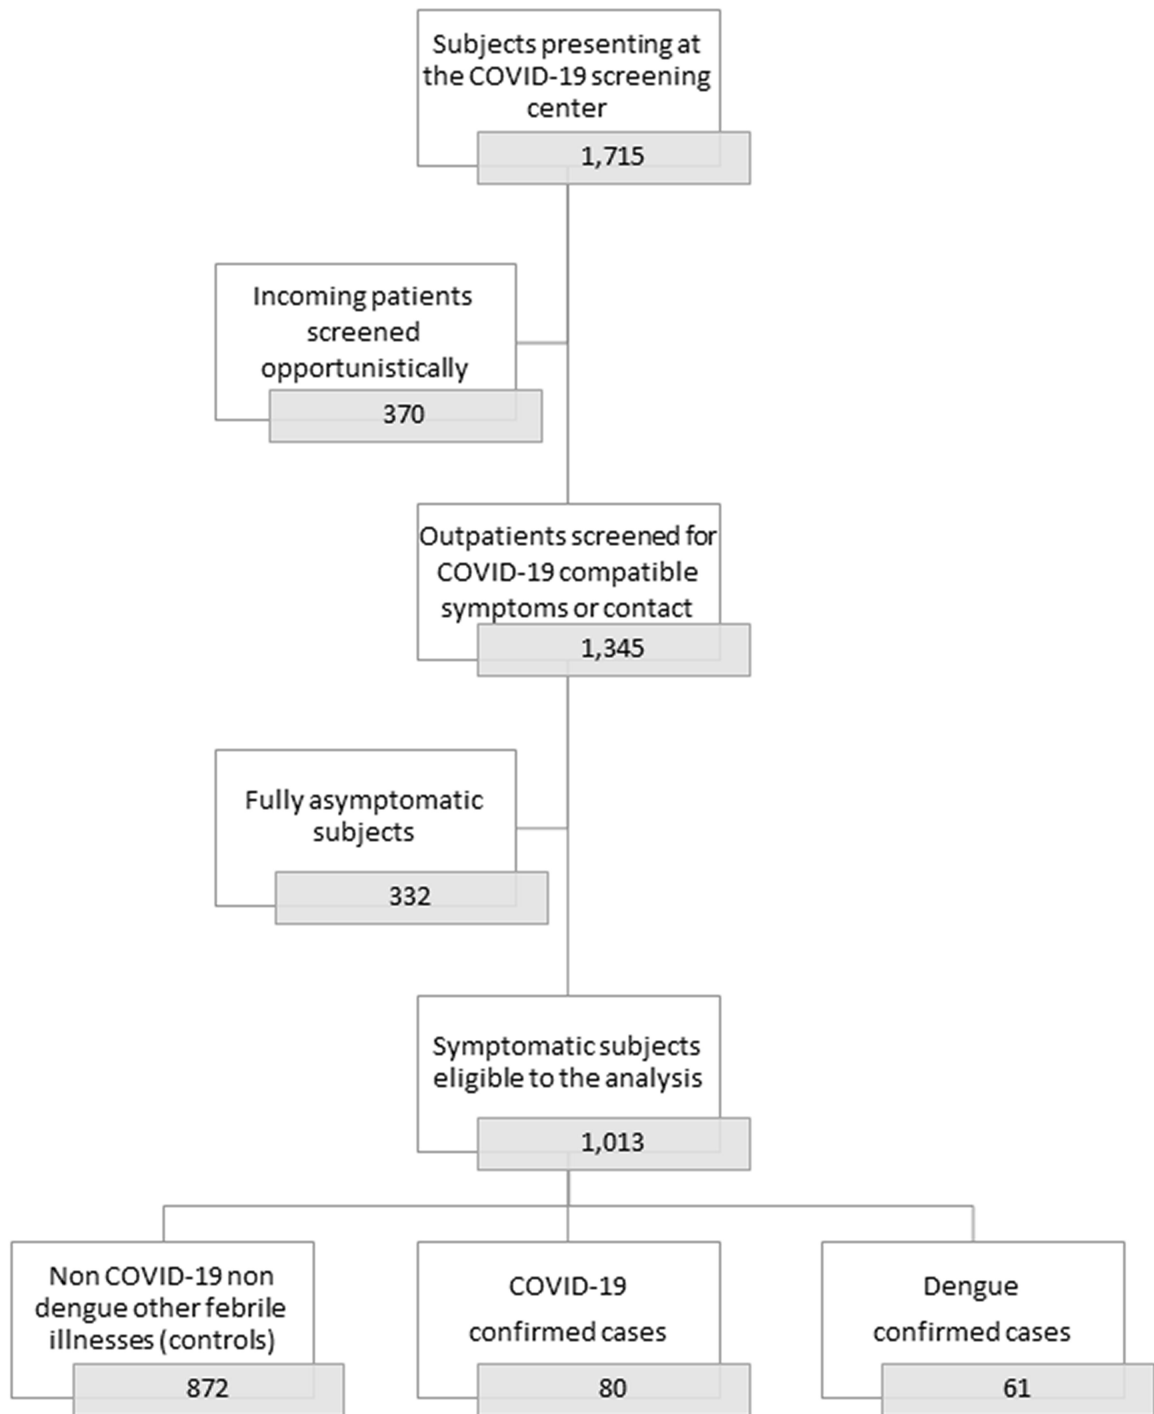 Subjects presenting at
the COVID-19 screening
center
1,715
Incoming patients
screened
opportunistically
370
Outpatients screened for
COVID-19 compatible
symptoms or contact
1,345
Fully asymptomatic
subjects
332
Symptomatic subjects
eligible to the analysis
1,013
Non COVID-19 non
dengue other febrile
illnesses (controls)
872
COVID-19
confirmed cases
80
Dengue
confirmed cases
61